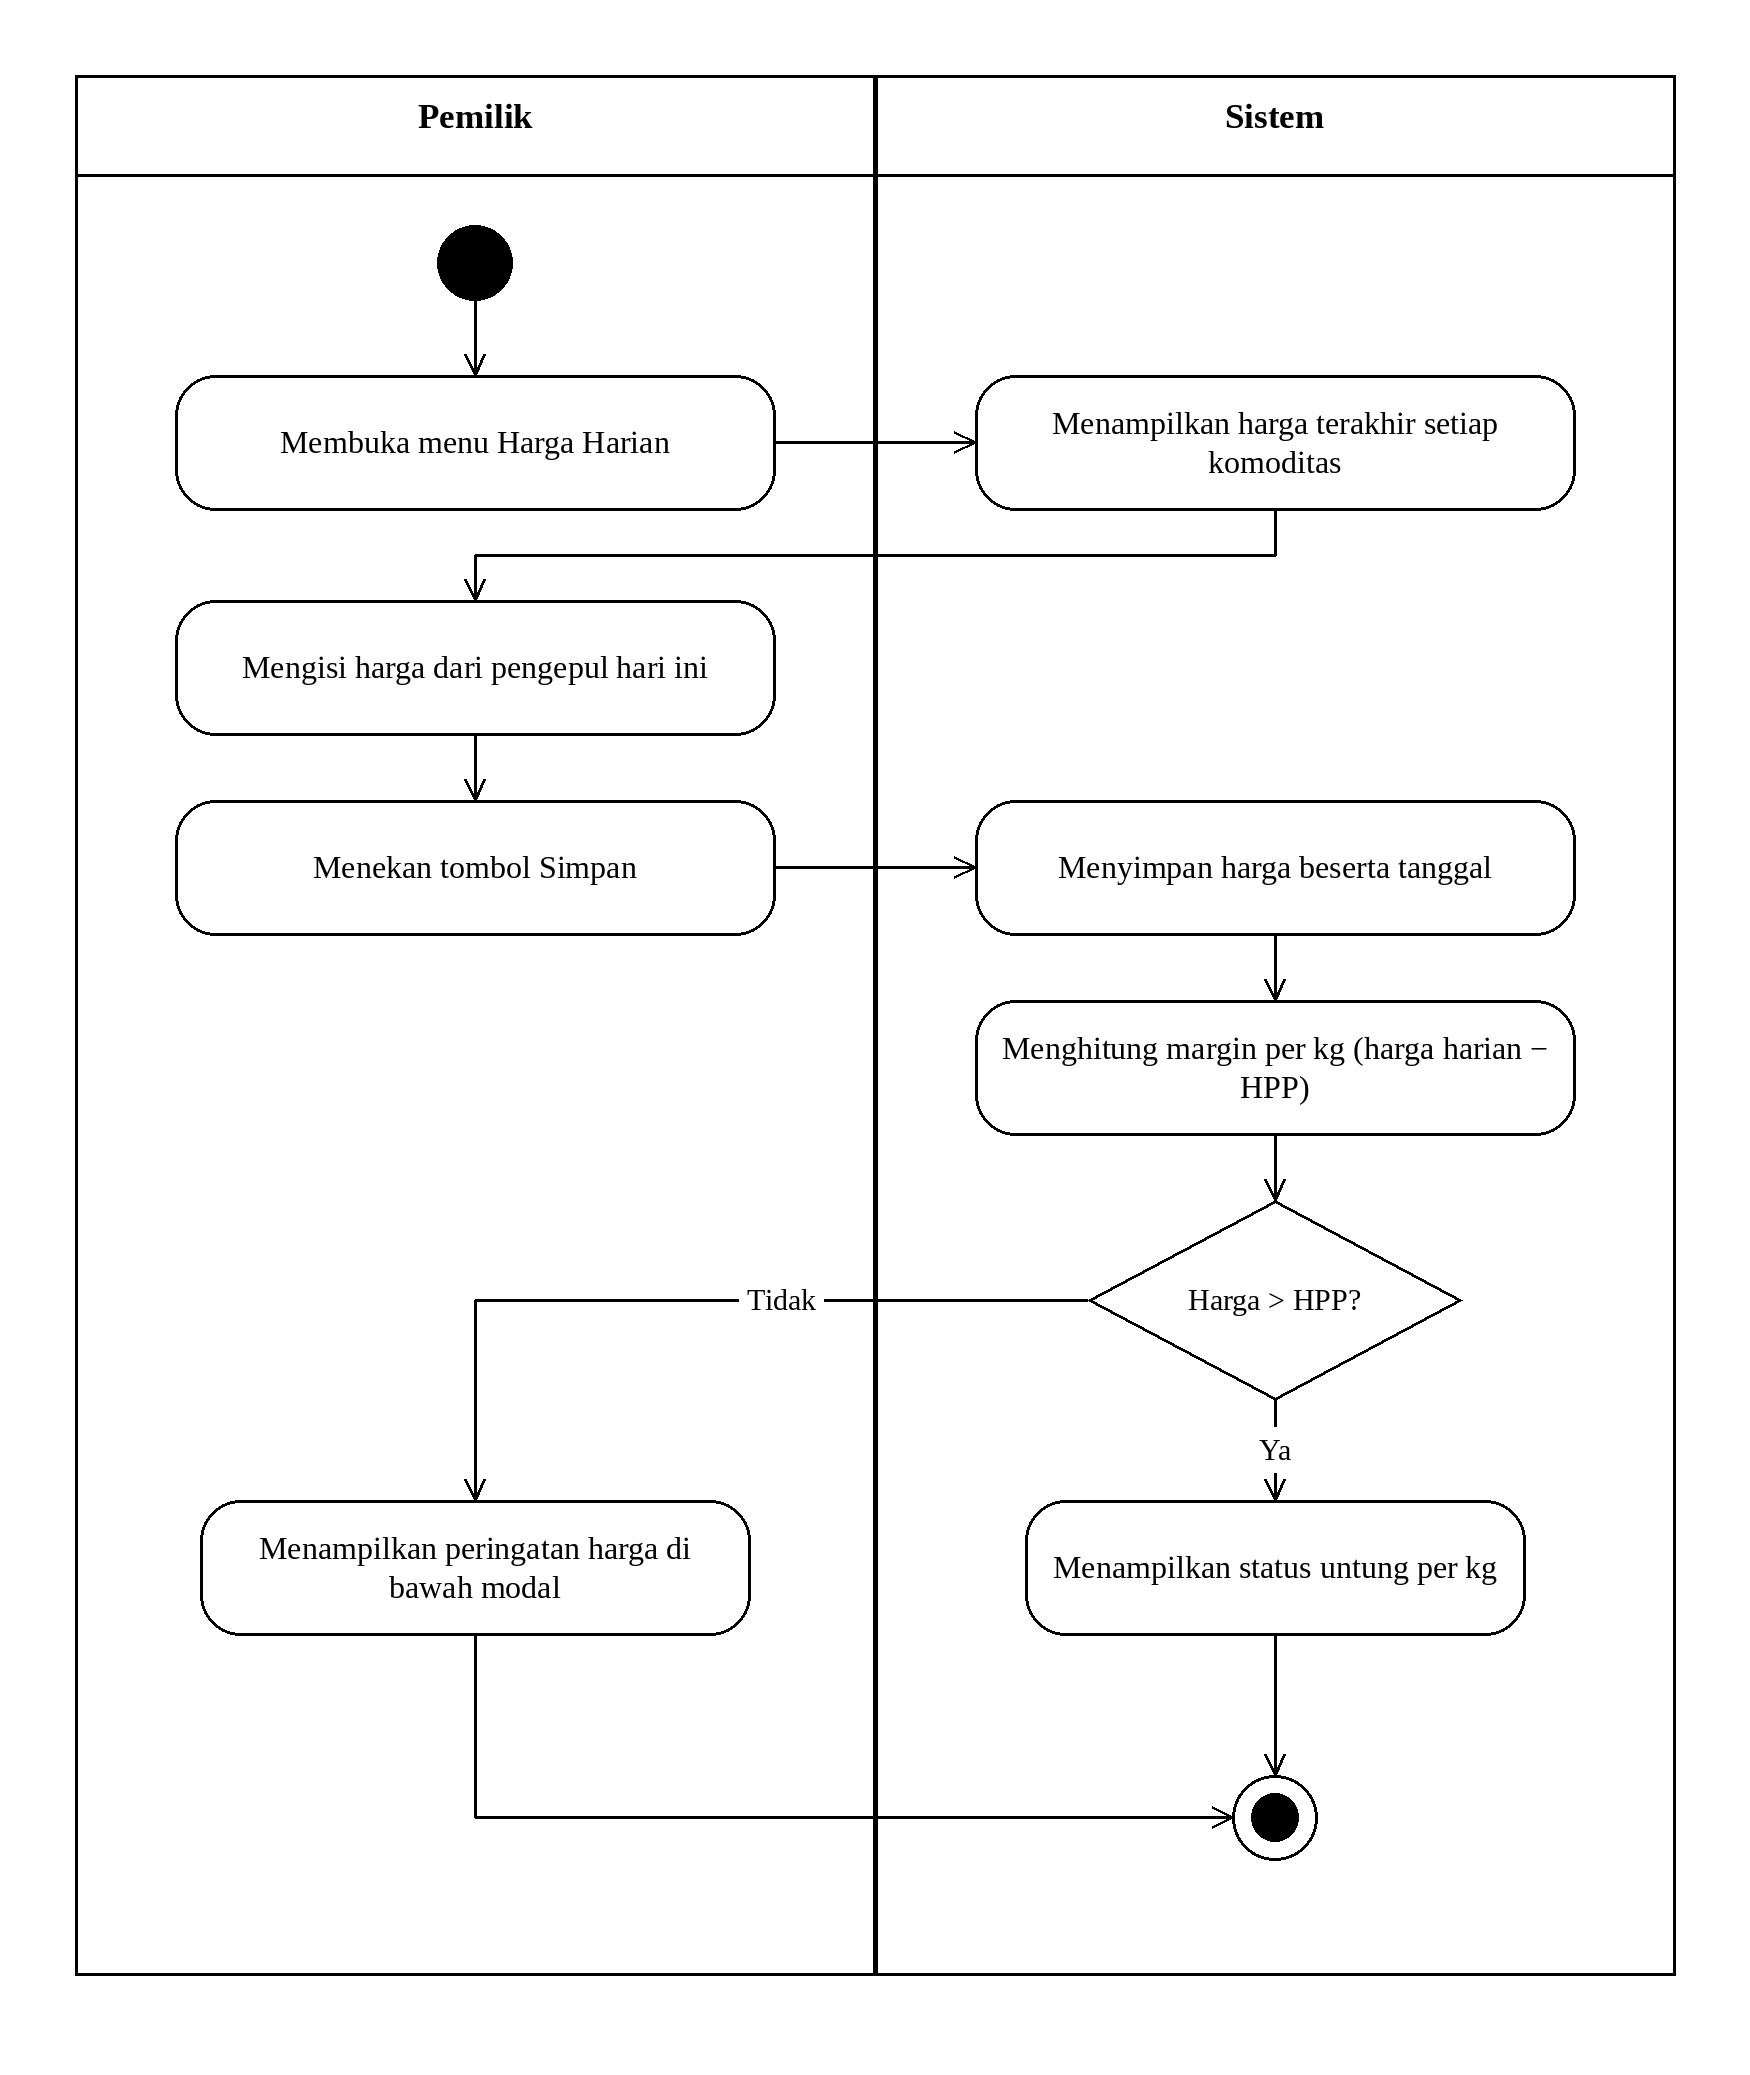 Pemilik
Sistem
Membuka menu Harga Harian
Menampilkan harga terakhir setiap
komoditas
Mengisi harga dari pengepul hari ini
Menekan tombol Simpan
Menyimpan harga beserta tanggal
Menghitung margin per kg (harga harian −
HPP)
Harga > HPP?
Tidak
Ya
Menampilkan peringatan harga di
bawah modal
Menampilkan status untung per kg